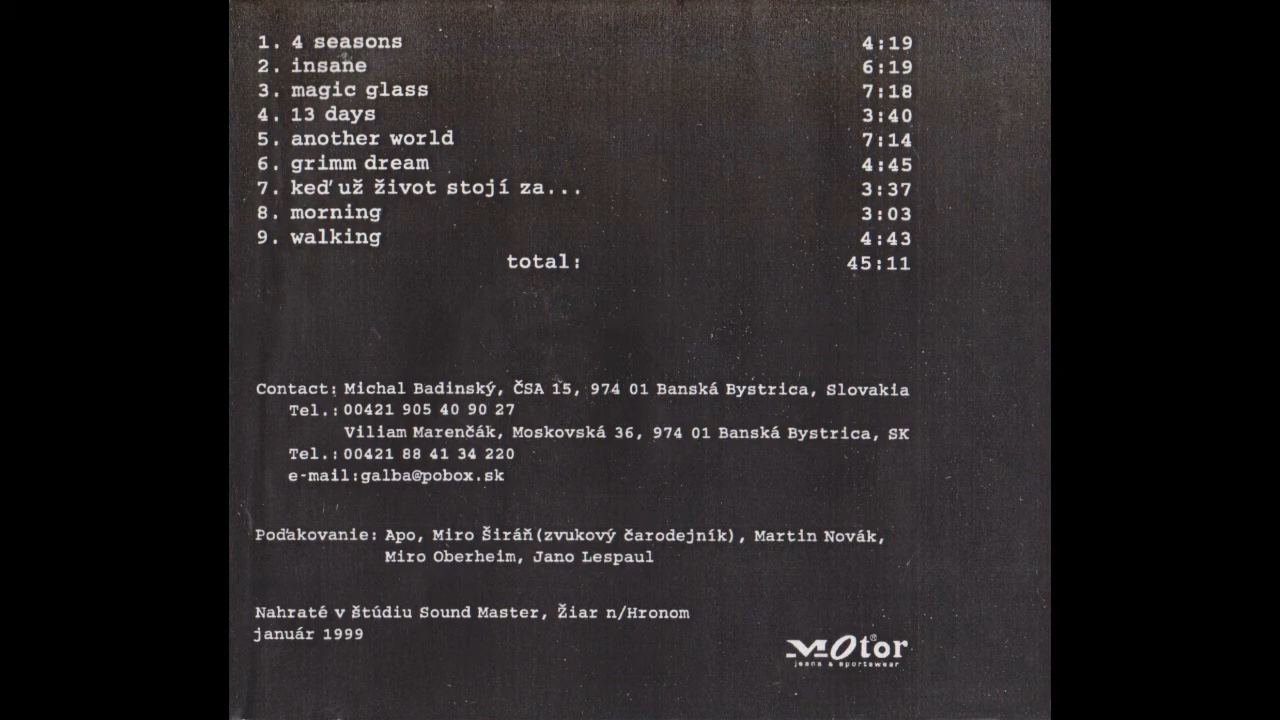 1. 4 seasons 4:19
2. insane 6:19
3. magic glass 7:18
4. 13 days 3:40
5. another world 7:14
6. grimm dream 4:45
7. keď už život stojí za... 3:37
8. morning 3:03
9. walking 4:43
total: 45:11
Contact: Michal Badinský, ČSA 15, 974 01 Banská Bystrica, Slovakia
Tel.: 00421 905 40 90 27
Viliam Marenčák, Moskovská 36, 974 01 Banská Bystrica, SK
Tel.: 00421 88 41 34 220
e-mail:galba@pobox.sk
Poďakovanie: Apo, Miro Širáň(zvukový čarodejník), Martin Novák,
Miro Oberheim, Jano Lespaul
Nahraté v štúdiu Sound Master, Žiar n/Hronom
január 1999
MOtor®
jeans & sportswear